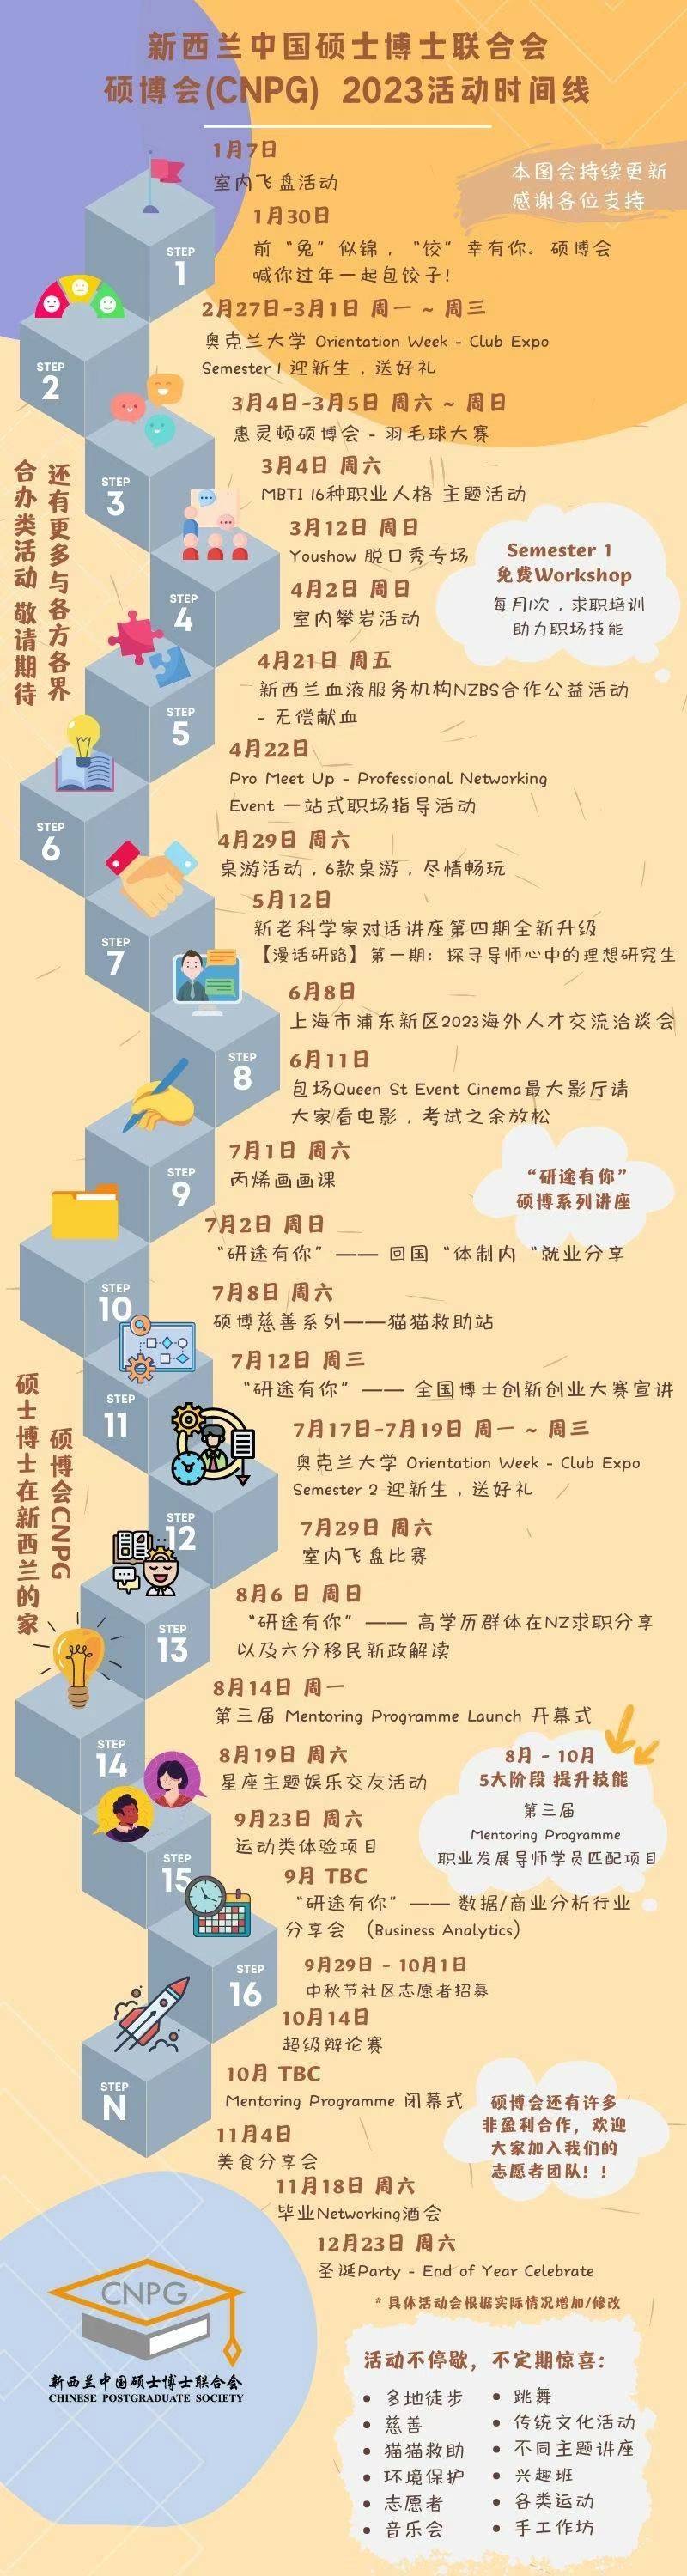 新西兰中国硕士博士联合会
硕博会(CNPG) 2023活动时间线
本图会持续更新
感谢各位支持
1月7日
室内飞盘活动
1月30日
前“兔”似锦，“饺”幸有你。硕博会
喊你过年一起包饺子!
STEP
1
2月27日-3月1日 周一 ~ 周三
奥克兰大学 Orientation Week - Club Expo
Semester 1 迎新生，送好礼
STEP
2
3月4日-3月5日 周六 ~ 周日
惠灵顿硕博会 - 羽毛球大赛
3月4日 周六
MBTI 16种职业人格 主题活动
STEP
3
还有更多与各方各界
合办类活动 敬请期待
3月12日 周日
Youshow 脱口秀专场
Semester 1
免费Workshop
每月1次，求职培训
助力职场技能
4月2日 周日
室内攀岩活动
STEP
4
4月21日 周五
新西兰血液服务机构NZBS合作公益活动
- 无偿献血
STEP
5
4月22日
Pro Meet Up - Professional Networking
Event 一站式职场指导活动
STEP
6
4月29日 周六
桌游活动，6款桌游，尽情畅玩
5月12日
新老科学家对话讲座第四期全新升级
【漫话研路】第一期：探寻导师心中的理想研究生
STEP
7
6月8日
上海市浦东新区2023海外人才交流洽谈会
6月11日
包场Queen St Event Cinema最大影厅请
大家看电影，考试之余放松
STEP
8
7月1日 周六
丙烯画画课
“研途有你”
硕博系列讲座
STEP
9
7月2日 周日
“研途有你” —— 回国“体制内“就业分享
7月8日 周六
硕博慈善系列——猫猫救助站
STEP
10
7月12日 周三
“研途有你” —— 全国博士创新创业大赛宣讲
STEP
11
硕博会CNPG
硕士博士在新西兰的家
7月17日-7月19日 周一 ~ 周三
奥克兰大学 Orientation Week - Club Expo
Semester 2 迎新生，送好礼
7月29日 周六
室内飞盘比赛
STEP
12
8月6 日 周日
“研途有你” —— 高学历群体在NZ求职分享
以及六分移民新政解读
STEP
13
8月14日 周一
第三届 Mentoring Programme Launch 开幕式
STEP
14
8月19日 周六
星座主题娱乐交友活动
8月 - 10月
5大阶段 提升技能
第三届
Mentoring Programme
职业发展导师学员匹配项目
9月23日 周六
运动类体验项目
STEP
15
9月 TBC
“研途有你” —— 数据/商业分析行业
分享会 （Business Analytics）
9月29日 - 10月1日
中秋节社区志愿者招募
STEP
16
10月14日
超级辩论赛
10月 TBC
Mentoring Programme 闭幕式
STEP
N
硕博会还有许多
非盈利合作，欢迎
大家加入我们的
志愿者团队！！
11月4日
美食分享会
11月18日 周六
毕业Networking酒会
12月23日 周六
圣诞Party - End of Year Celebrate
* 具体活动会根据实际情况增加/修改
CNPG
新西兰中国硕士博士联合会
CHINESE POSTGRADUATE SOCIETY
活动不停歇，不定期惊喜：
• 多地徒步
• 慈善
• 猫猫救助
• 环境保护
• 志愿者
• 音乐会
• 跳舞
• 传统文化活动
• 不同主题讲座
• 兴趣班
• 各类运动
• 手工作坊